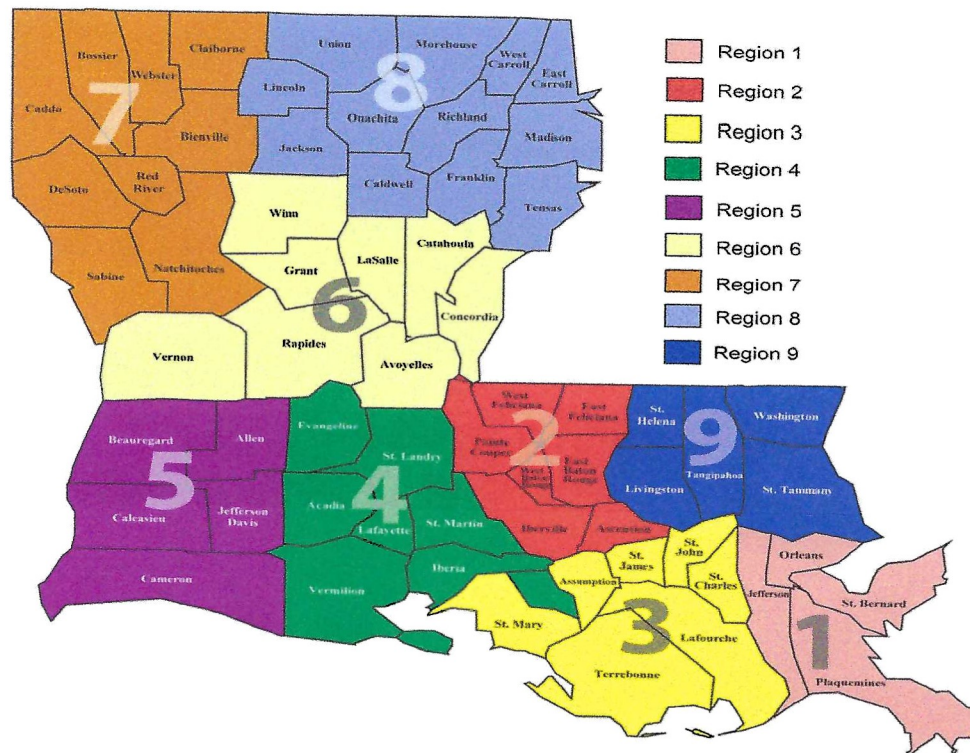 Union
Morehouse
West
Carroll
East
Carroll
Claiborne
Bossier
Webster
Caddo
7
Lincoln
8
Ouachita
Richland
Madison
Bienville
Jackson
DeSoto
Red
River
Caldwell
Franklin
Tensas
Winn
Catahoula
Sabine
Natchitoches
Grant
LaSalle
6
Concordia
Vernon
Rapides
Avoyelles
Beauregard
Allen
5
Calcasieu
Jefferson
Davis
Cameron
Evangeline
St. Landry
4
Acadia
Lafayette
St. Martin
Vermilion
Iberia
West
Feliciana
East
Feliciana
2
Pointe
Coupee
West
Baton
Rouge
East Baton
Rouge
Iberville
Ascension
St.
Helena
Washington
9
Tangipahoa
Livingston
St. Tammany
St.
James
St.
John
St.
Charles
Assumption
St. Mary
3
Lafourche
Terrebonne
Orleans
Jefferson
St. Bernard
1
Plaquemines
Region 1
Region 2
Region 3
Region 4
Region 5
Region 6
Region 7
Region 8
Region 9